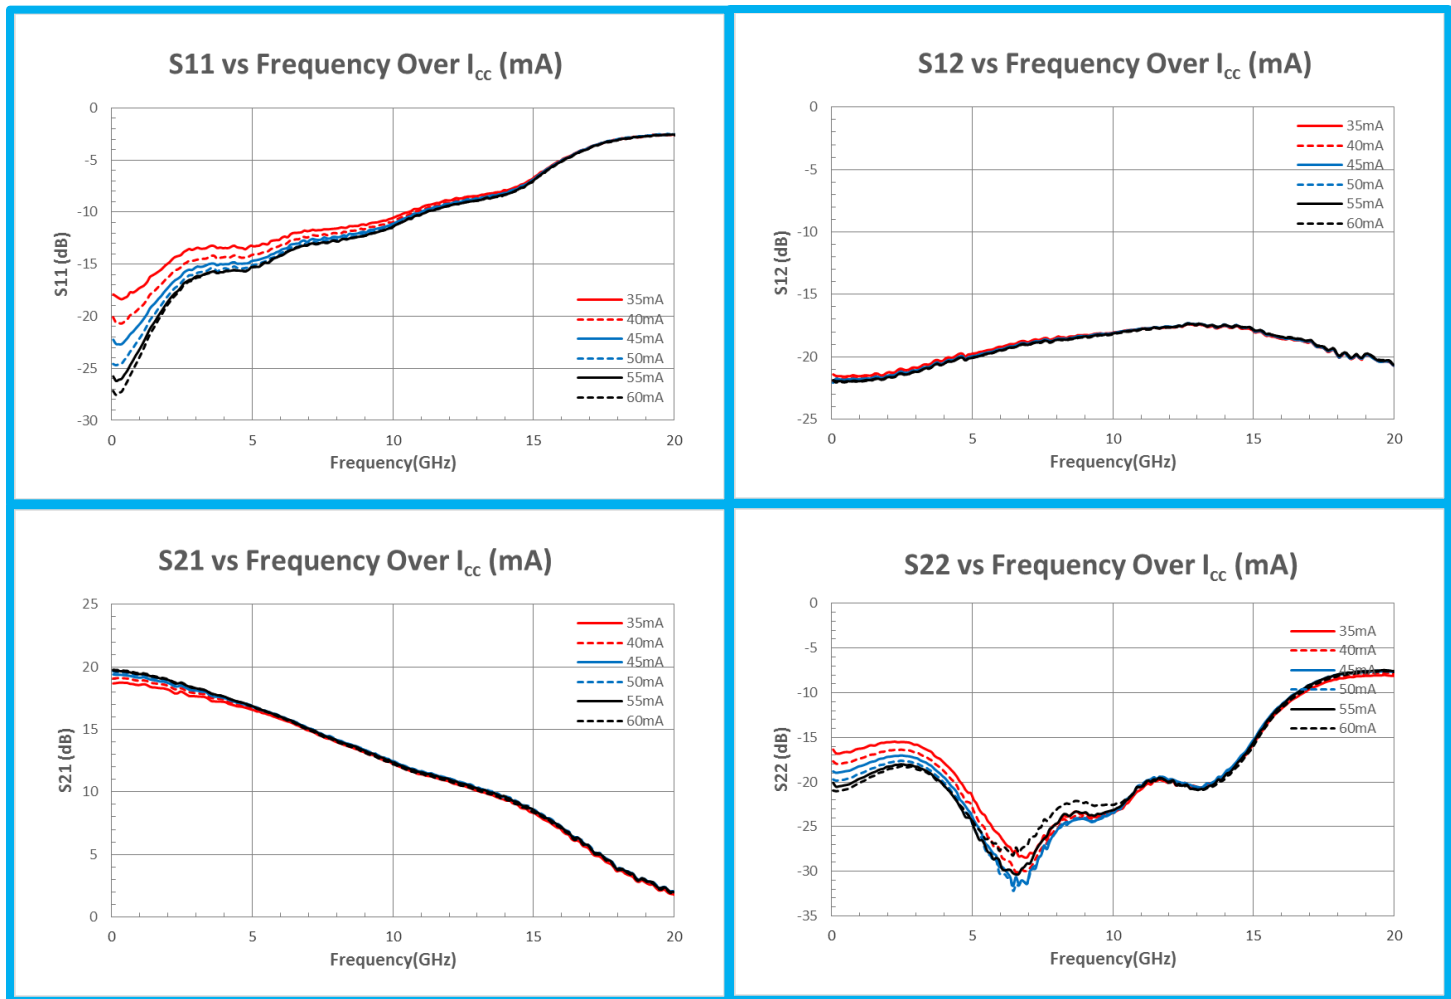 S11 vs Frequency Over Icc (mA)
0
-5
-10
-15
-20
-25
-30
S11 (dB)
35mA
40mA
45mA
50mA
55mA
60mA
0 5 10 15 20
Frequency(GHz)
S12 vs Frequency Over Icc (mA)
0
-5
-10
-15
-20
-25
S12 (dB)
35mA
40mA
45mA
50mA
55mA
60mA
0 5 10 15 20
Frequency(GHz)
S21 vs Frequency Over Icc (mA)
25
20
15
10
5
0
S21 (dB)
35mA
40mA
45mA
50mA
55mA
60mA
0 5 10 15 20
Frequency(GHz)
S22 vs Frequency Over Icc (mA)
0
-5
-10
-15
-20
-25
-30
-35
S22 (dB)
35mA
40mA
45mA
50mA
55mA
60mA
0 5 10 15 20
Frequency(GHz)